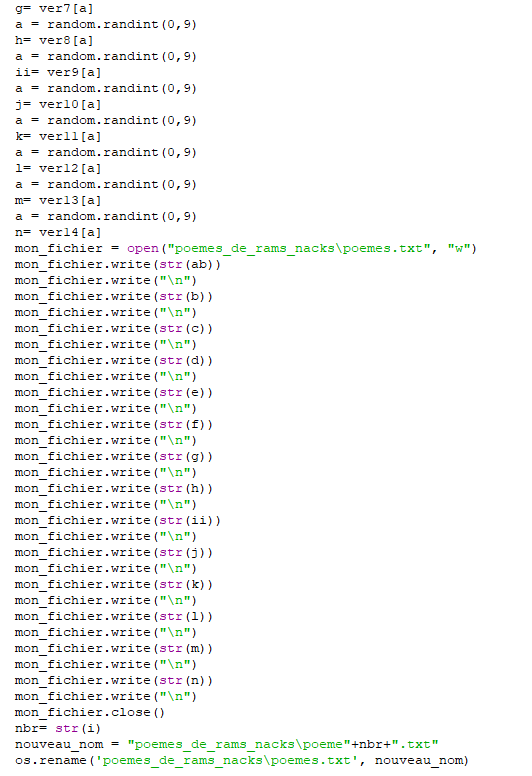 g= ver7[a]
a = random.randint(0,9)
h= ver8[a]
a = random.randint(0,9)
ii= ver9[a]
a = random.randint(0,9)
j= ver10[a]
a = random.randint(0,9)
k= ver11[a]
a = random.randint(0,9)
l= ver12[a]
a = random.randint(0,9)
m= ver13[a]
a = random.randint(0,9)
n= ver14[a]
mon_fichier = open("poemes_de_rams_nacks\poemes.txt", "w")
mon_fichier.write(str(ab))
mon_fichier.write("\n")
mon_fichier.write(str(b))
mon_fichier.write("\n")
mon_fichier.write(str(c))
mon_fichier.write("\n")
mon_fichier.write(str(d))
mon_fichier.write("\n")
mon_fichier.write(str(e))
mon_fichier.write("\n")
mon_fichier.write(str(f))
mon_fichier.write("\n")
mon_fichier.write(str(g))
mon_fichier.write("\n")
mon_fichier.write(str(h))
mon_fichier.write("\n")
mon_fichier.write(str(ii))
mon_fichier.write("\n")
mon_fichier.write(str(j))
mon_fichier.write("\n")
mon_fichier.write(str(k))
mon_fichier.write("\n")
mon_fichier.write(str(l))
mon_fichier.write("\n")
mon_fichier.write(str(m))
mon_fichier.write("\n")
mon_fichier.write(str(n))
mon_fichier.write("\n")
mon_fichier.close()
nbr= str(i)
nouveau_nom = "poemes_de_rams_nacks\poeme"+nbr+".txt"
os.rename('poemes_de_rams_nacks\poemes.txt', nouveau_nom)